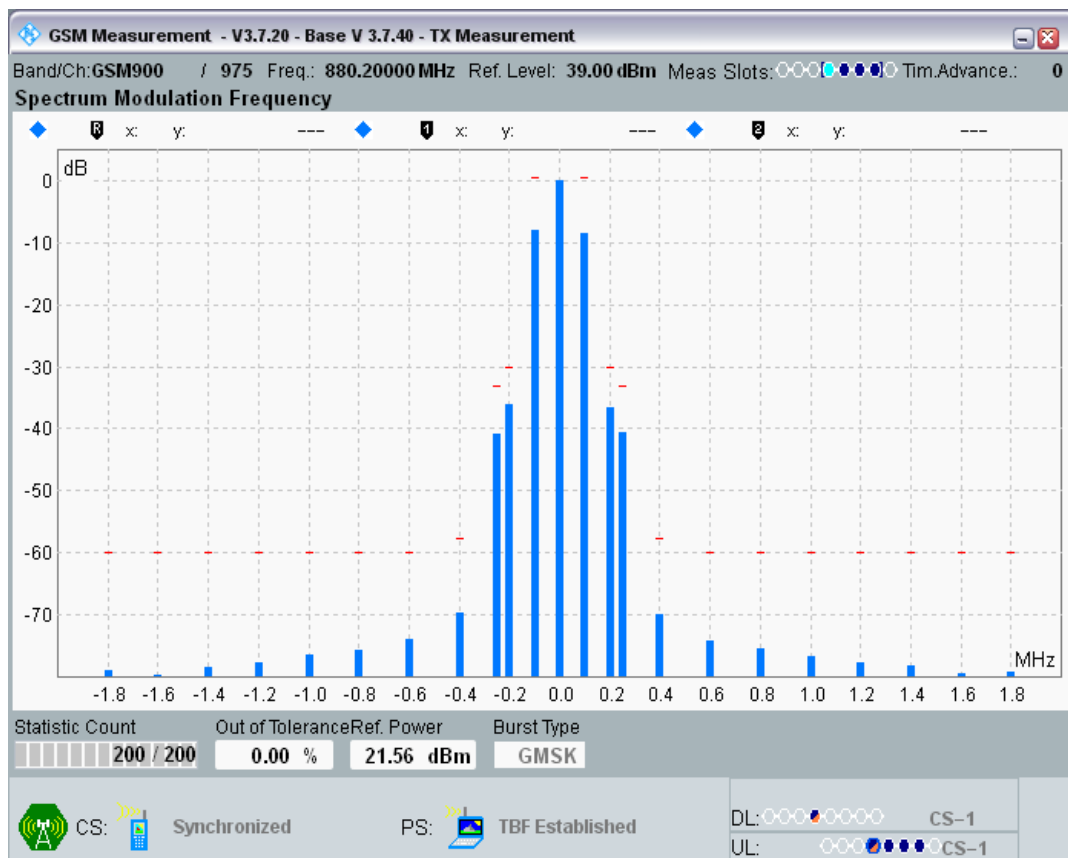 GSM Measurement - V3.7.20 - Base V 3.7.40 - TX Measurement
Band/Ch:GSM900 / 975 Freq.: 880.20000 MHz Ref. Level: 39.00 dBm Meas Slots: Tim.Advance.: 0
Spectrum Modulation Frequency
R x: y: --- 1 x: y: --- 2 x: y: ---
dB
0
-10
-20
-30
-40
-50
-60
-70
MHz
-1.8 -1.6 -1.4 -1.2 -1.0 -0.8 -0.6 -0.4 -0.2 0.0 0.2 0.4 0.6 0.8 1.0 1.2 1.4 1.6 1.8
Statistic Count Out of Tolerance Ref. Power Burst Type
200 / 200 0.00 % 21.56 dBm GMSK
CS: Synchronized PS: TBF Established DL: CS-1
UL: CS-1